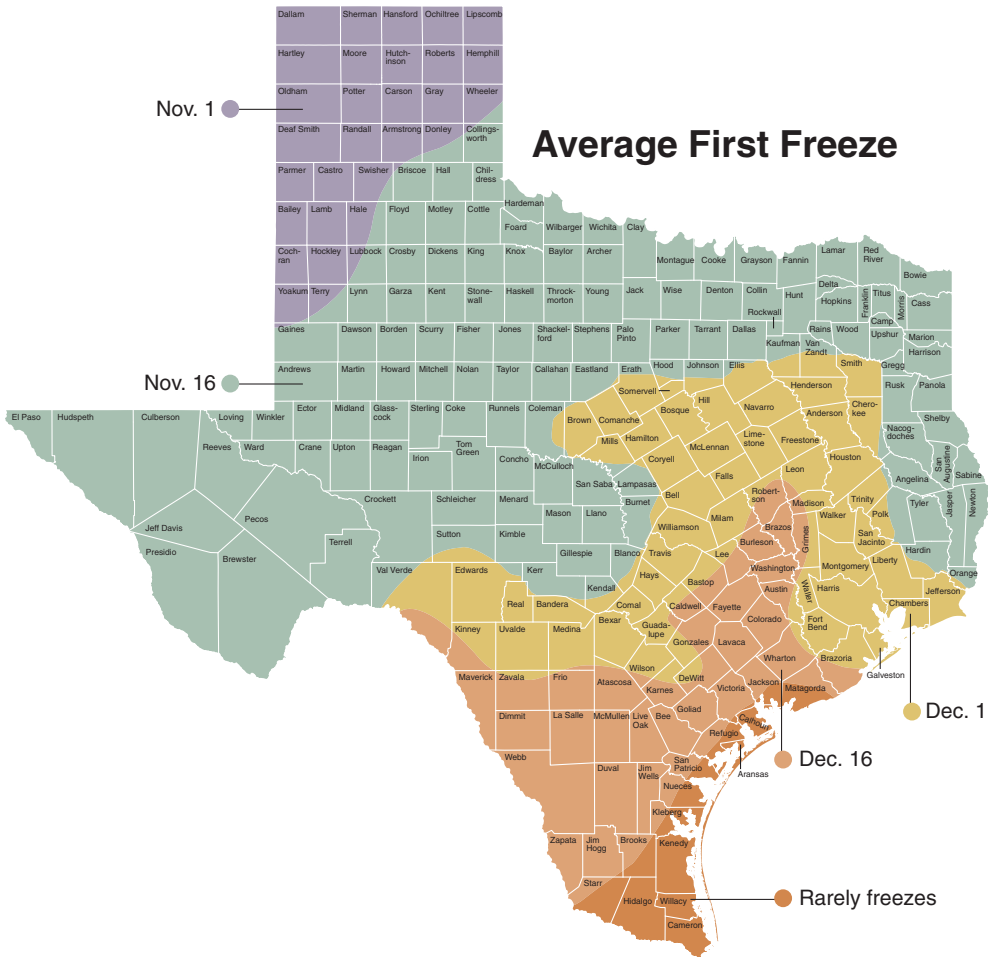 Dallam Sherman Hansford Ochiltree Lipscomb
Hartley Moore Hutch-
inson Roberts Hemphill
Nov. 1
Oldham Potter Carson Gray Wheeler
Deaf Smith Randall Armstrong Donley Collings-
worth
Average First Freeze
Parmer Castro Swisher Briscoe Hall Chil-
dress
Bailey Lamb Hale Floyd Motley Cottle Hardeman
Foard Wilbarger Wichita Clay
Coch-
ran Hockley Lubbock Crosby Dickens King Knox Baylor Archer
Montague Cooke Grayson Fannin Lamar Red
River Bowie
Yoakum Terry Lynn Garza Kent Stone-
wall Haskell Throck-
morton Young Jack Wise Denton Collin Hunt Delta
Hopkins Franklin Titus Morris Cass
Rockwall Camp
Gaines Dawson Borden Scurry Fisher Jones Shackel-
ford Stephens Palo
Pinto Parker Tarrant Dallas Kaufman Van
Zandt Rains Wood Upshur Marion
Harrison
Nov. 16
Andrews Martin Howard Mitchell Nolan Taylor Callahan Eastland Erath Hood Johnson Ellis Henderson Smith Gregg
Rusk Panola
Somervell
El Paso Hudspeth Culberson Loving Winkler Ector Midland Glass-
cock Sterling Coke Runnels Coleman Brown Comanche Bosque Hill Navarro Anderson Chero-
kee Shelby
Reeves Ward Crane Upton Reagan Irion Tom
Green Concho McCulloch Mills Hamilton McLennan Lime-
stone Freestone Nacog-
doches San
Augustine Sabine
San Saba Lampasas Coryell Falls Leon Houston Angelina
Jeff Davis Pecos Crockett Schleicher Menard Mason Llano Burnet Bell Milam Robert-
son Madison Trinity Polk Tyler Jasper Newton
Presidio Brewster Terrell Sutton Kimble Gillespie Blanco Williamson Travis Lee Burleson Brazos Grimes Walker San
Jacinto Hardin
Val Verde Edwards Kerr Kendall Hays Bastop Washington Montgomery Liberty Orange
Real Bandera Comal Caldwell Fayette Austin Waller Harris Chambers Jefferson
Kinney Uvalde Medina Bexar Guada-
lupe Gonzales Lavaca Colorado Fort
Bend
Maverick Zavala Frio Atascosa Wilson Karnes DeWitt Wharton Brazoria Galveston
Dec. 1
Dimmit La Salle McMullen Live
Oak Bee Goliad Victoria Jackson Matagorda
Webb Refugio Calhoun
Dec. 16
Duval Jim
Wells San
Patricio Aransas
Nueces
Kleberg
Zapata Jim
Hogg Brooks Kenedy
Starr Hidalgo Willacy
Rarely freezes
Cameron